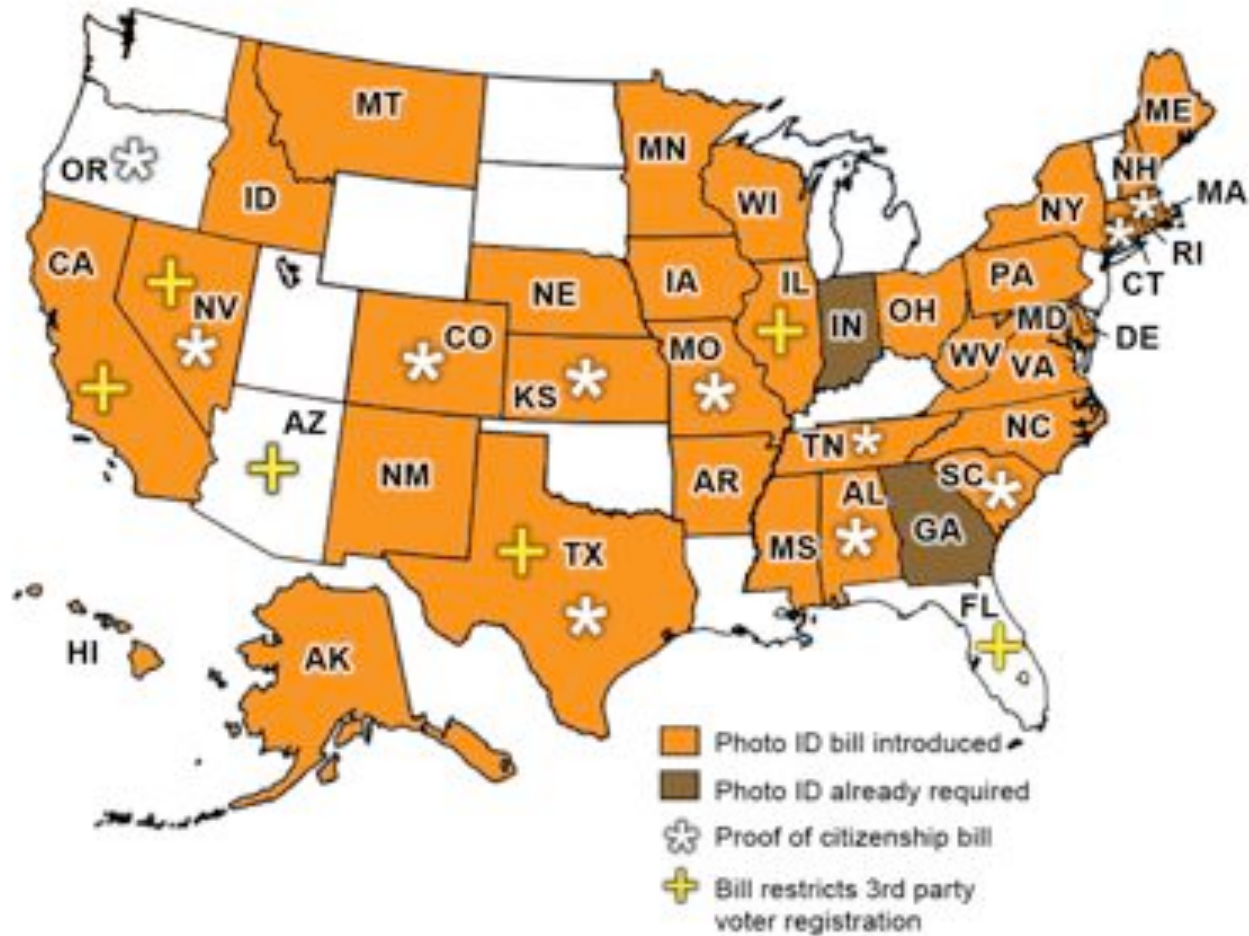 MT
ME
MN
OR
NH
ID
WI
MA
NY
CA
RI
PA
IA
NE
IL
CT
NV
OH
CO
IN
MD
DE
MO
WV
VA
KS
AZ
NC
TN
NM
SC
AR
AL
GA
MS
TX
FL
HI
AK
Photo ID bill introduced
Photo ID already required
Proof of citizenship bill
Bill restricts 3rd party
voter registration